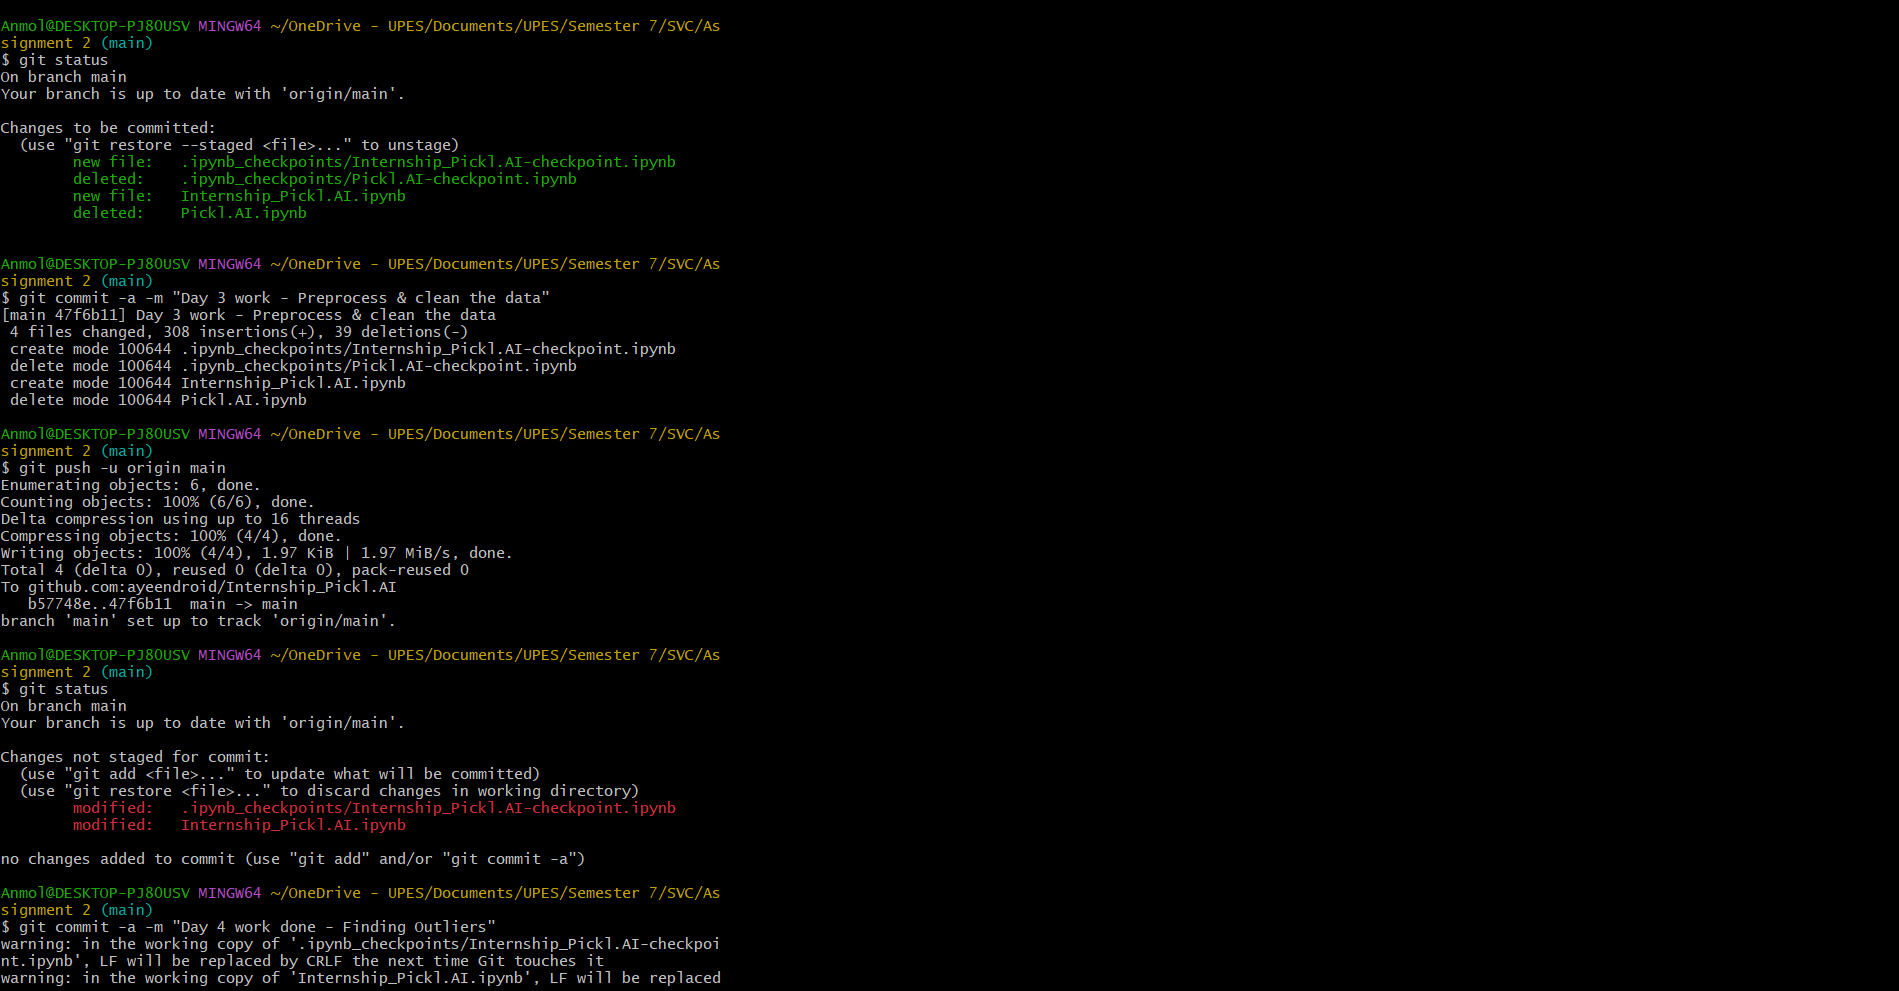 Anmol@DESKTOP-PJ80USV MINGW64 ~/OneDrive - UPES/Documents/UPES/Semester 7/SVC/As
signment 2 (main)
$ git status
On branch main
Your branch is up to date with 'origin/main'.
Changes to be committed:
  (use "git restore --staged <file>..." to unstage)
        new file:   .ipynb_checkpoints/Internship_Pickl.AI-checkpoint.ipynb
        deleted:    .ipynb_checkpoints/Pickl.AI-checkpoint.ipynb
        new file:   Internship_Pickl.AI.ipynb
        deleted:    Pickl.AI.ipynb
Anmol@DESKTOP-PJ80USV MINGW64 ~/OneDrive - UPES/Documents/UPES/Semester 7/SVC/As
signment 2 (main)
$ git commit -a -m "Day 3 work - Preprocess & clean the data"
[main 47f6b11] Day 3 work - Preprocess & clean the data
 4 files changed, 308 insertions(+), 39 deletions(-)
 create mode 100644 .ipynb_checkpoints/Internship_Pickl.AI-checkpoint.ipynb
 delete mode 100644 .ipynb_checkpoints/Pickl.AI-checkpoint.ipynb
 create mode 100644 Internship_Pickl.AI.ipynb
 delete mode 100644 Pickl.AI.ipynb
Anmol@DESKTOP-PJ80USV MINGW64 ~/OneDrive - UPES/Documents/UPES/Semester 7/SVC/As
signment 2 (main)
$ git push -u origin main
Enumerating objects: 6, done.
Counting objects: 100% (6/6), done.
Delta compression using up to 16 threads
Compressing objects: 100% (4/4), done.
Writing objects: 100% (4/4), 1.97 KiB | 1.97 MiB/s, done.
Total 4 (delta 0), reused 0 (delta 0), pack-reused 0
To github.com:ayeendroid/Internship_Pickl.AI
   b57748e..47f6b11  main -> main
branch 'main' set up to track 'origin/main'.
Anmol@DESKTOP-PJ80USV MINGW64 ~/OneDrive - UPES/Documents/UPES/Semester 7/SVC/As
signment 2 (main)
$ git status
On branch main
Your branch is up to date with 'origin/main'.
Changes not staged for commit:
  (use "git add <file>..." to update what will be committed)
  (use "git restore <file>..." to discard changes in working directory)
        modified:   .ipynb_checkpoints/Internship_Pickl.AI-checkpoint.ipynb
        modified:   Internship_Pickl.AI.ipynb
no changes added to commit (use "git add" and/or "git commit -a")
Anmol@DESKTOP-PJ80USV MINGW64 ~/OneDrive - UPES/Documents/UPES/Semester 7/SVC/As
signment 2 (main)
$ git commit -a -m "Day 4 work done - Finding Outliers"
warning: in the working copy of '.ipynb_checkpoints/Internship_Pickl.AI-checkpoi
nt.ipynb', LF will be replaced by CRLF the next time Git touches it
warning: in the working copy of 'Internship_Pickl.AI.ipynb', LF will be replaced